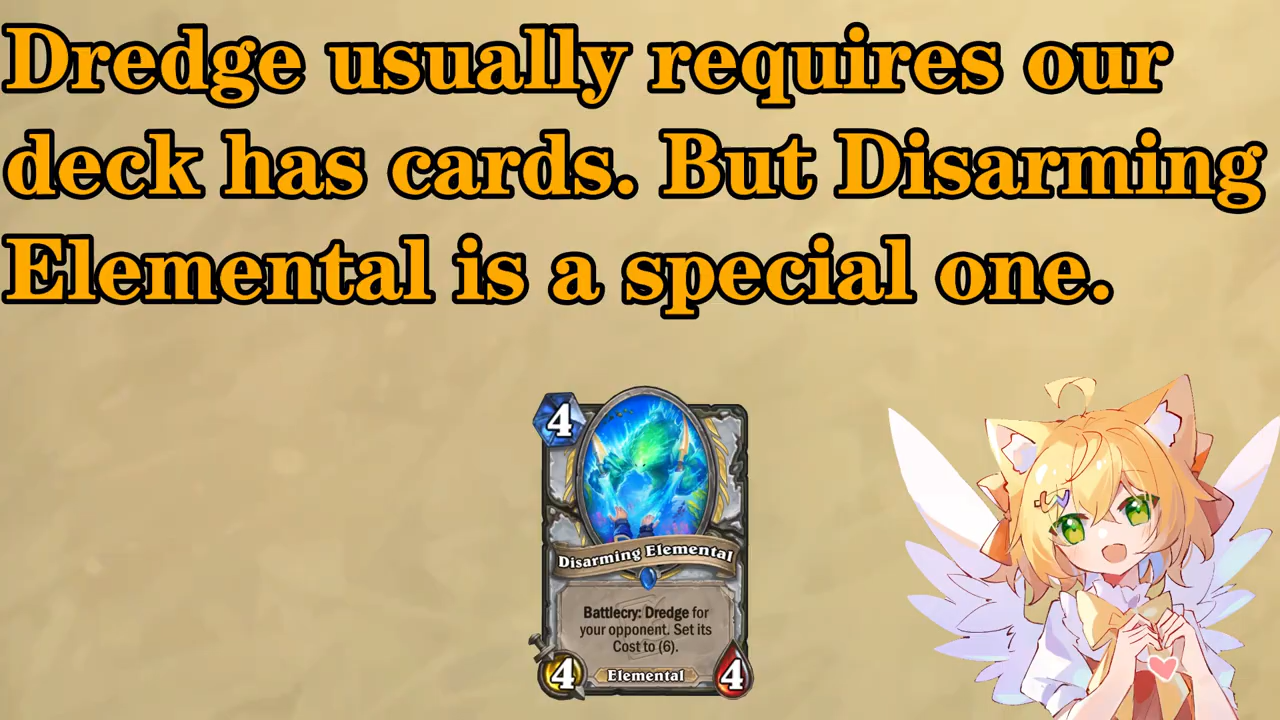 Dredge usually requires our
deck has cards. But Disarming
Elemental is a special one.
4
Disarming Elemental
Battlecry: Dredge for
your opponent. Set its
Cost to (6).
4
Elemental
4